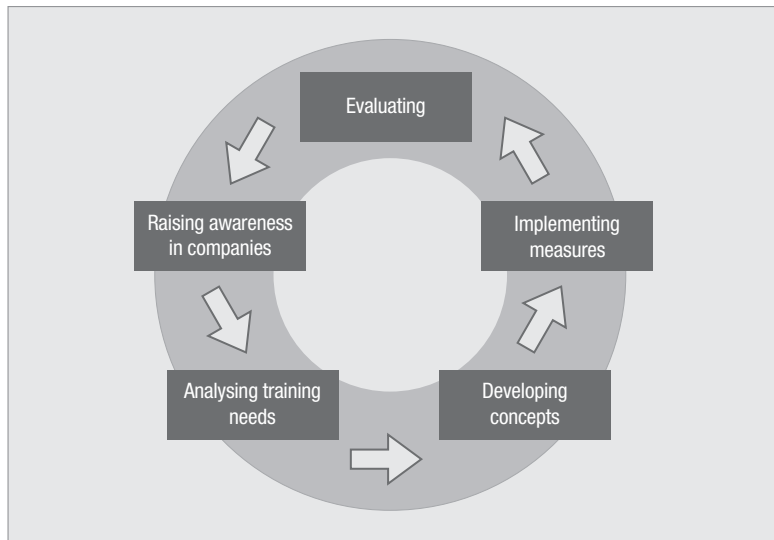 Evaluating
Raising awareness
in companies
Implementing
measures
Analysing training
needs
Developing
concepts